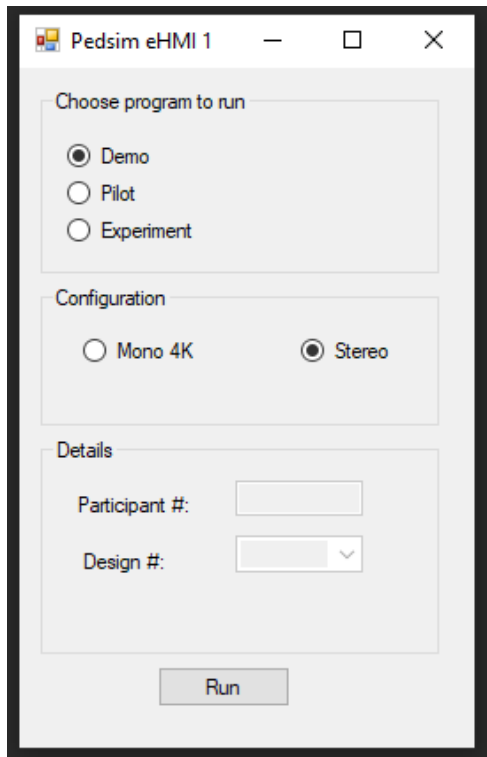 Pedsim eHMI 1
Choose program to run
Demo
Pilot
Experiment
Configuration
Mono 4K Stereo
Details
Participant #:
Design #:
Run